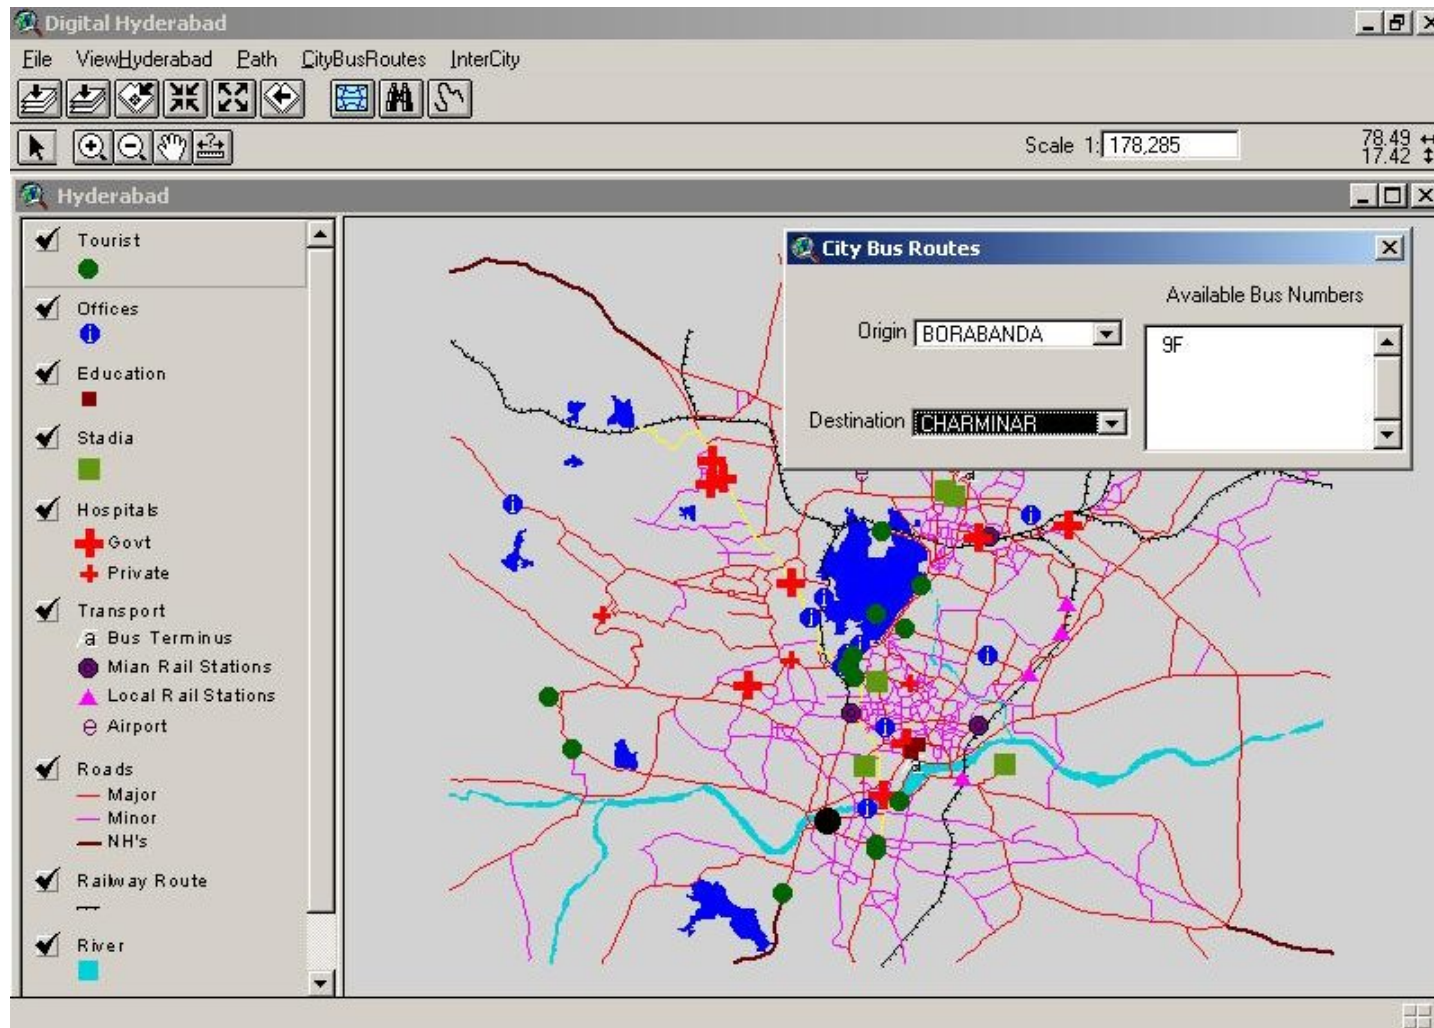 Digital Hyderabad
File ViewHyderabad Path CityBusRoutes InterCity
Scale 1: 178,285
78.49
17.42
Hyderabad
Tourist
Offices
Education
Stadia
Hospitals
Govt
Private
Transport
a Bus Terminus
Mian Rail Stations
Local Rail Stations
Airport
Roads
Major
Minor
NH's
Railway Route
River
City Bus Routes
Available Bus Numbers
Origin BORABANDA
9F
Destination CHARMINAR
a